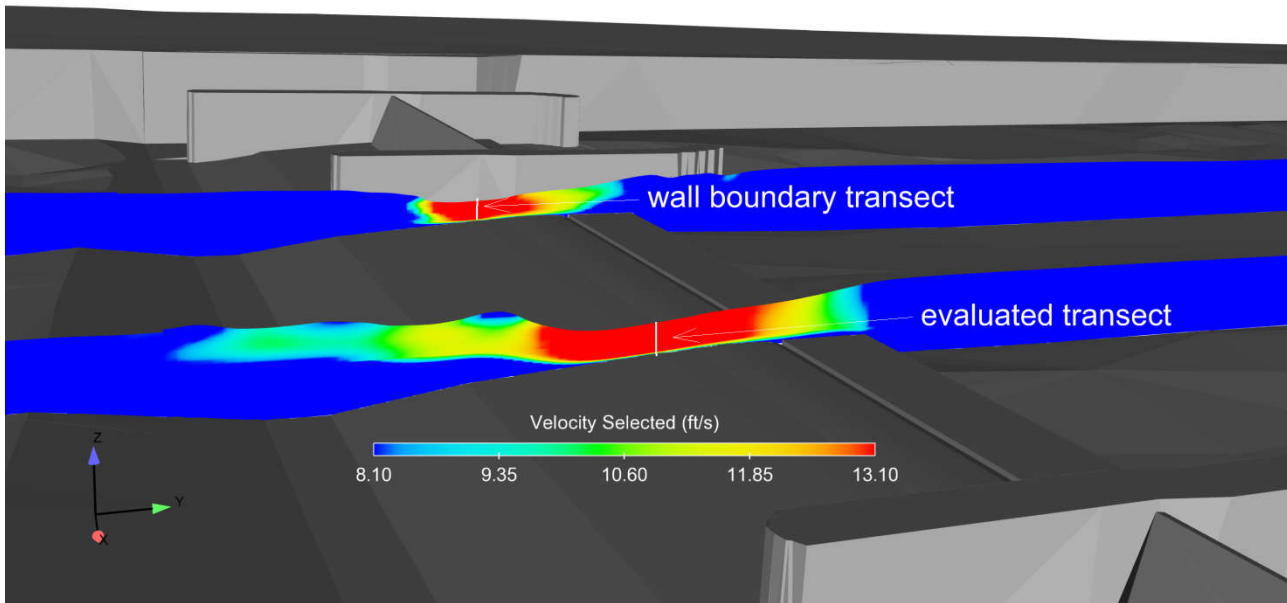 wall boundary transect
evaluated transect
Velocity Selected (ft/s)
8.10 9.35 10.60 11.85 13.10
Z
Y
X